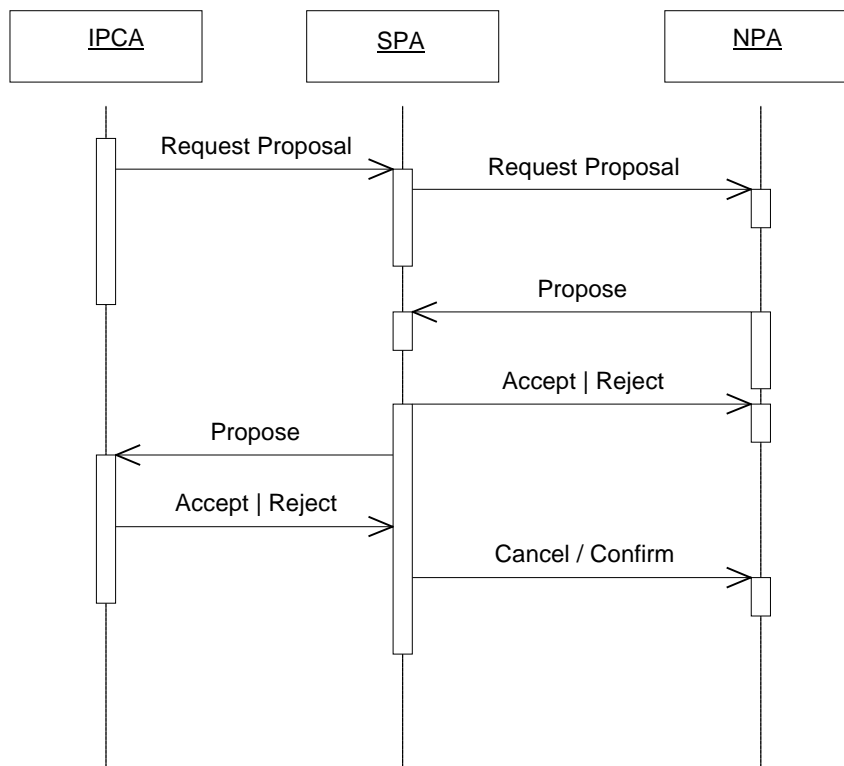 IPCA
SPA
NPA
Request Proposal
Request Proposal
Propose
Accept | Reject
Propose
Accept | Reject
Cancel / Confirm